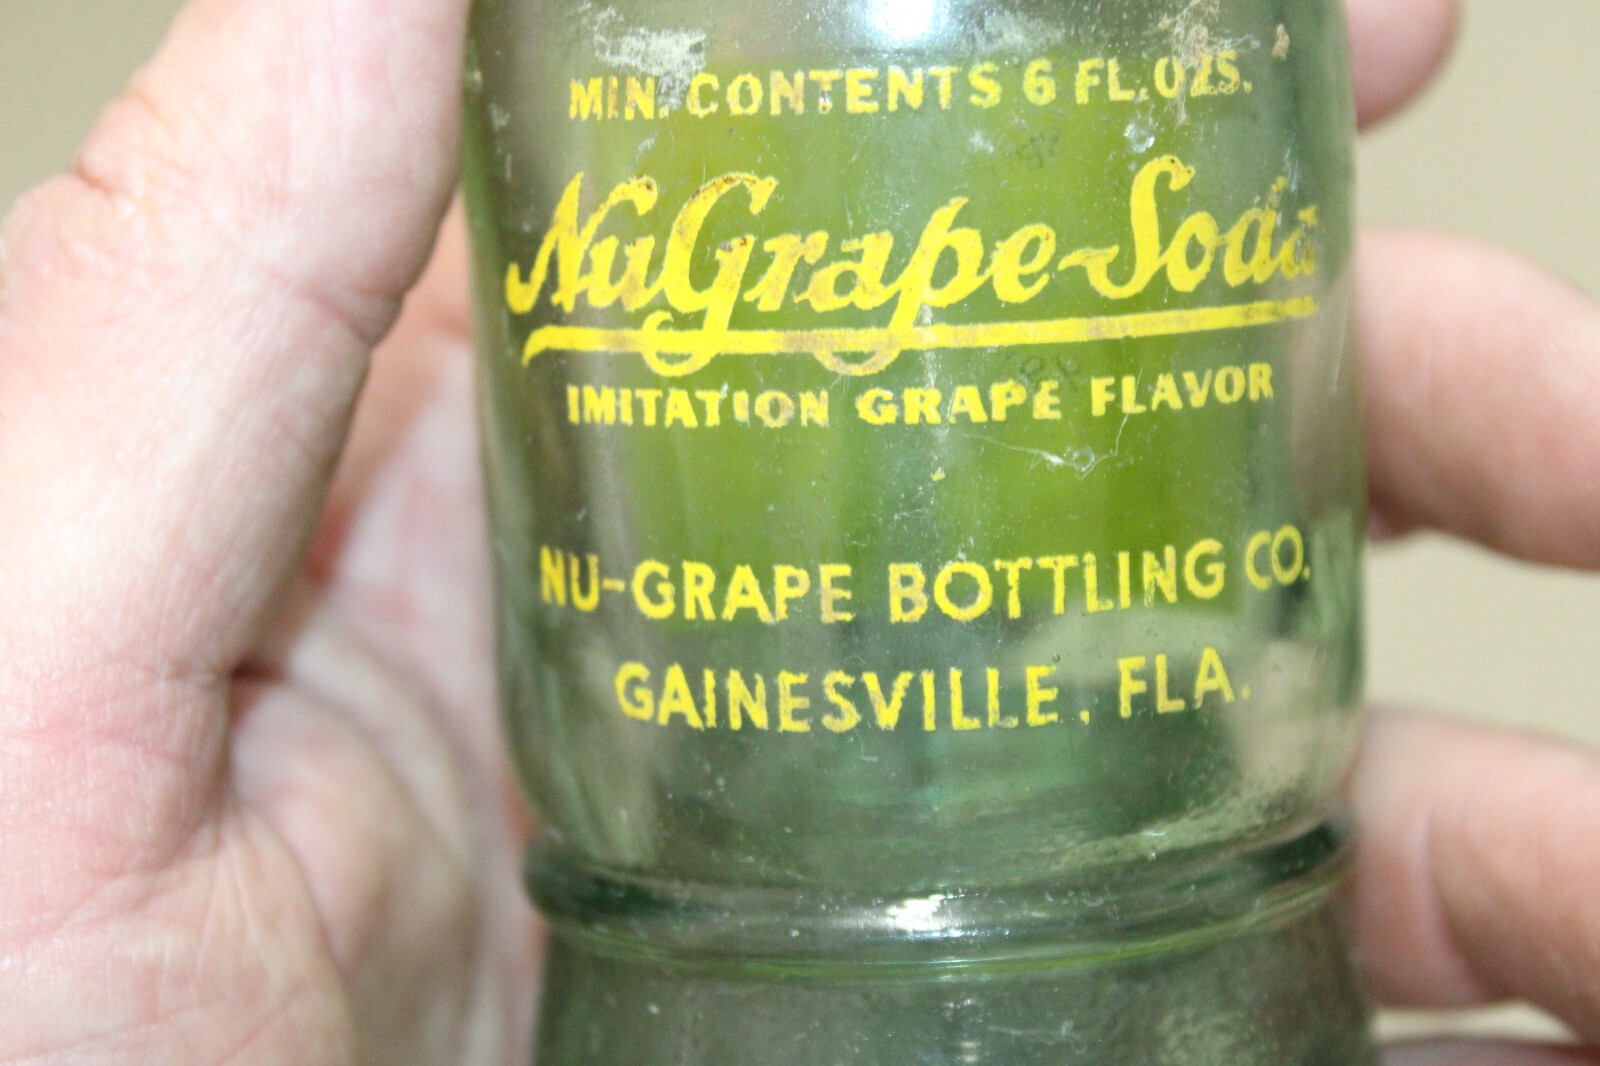 MIN. CONTENTS 6 FL. OZS.
NuGrape-Soda
IMITATION GRAPE FLAVOR
NU-GRAPE BOTTLING CO.
GAINESVILLE, FLA.